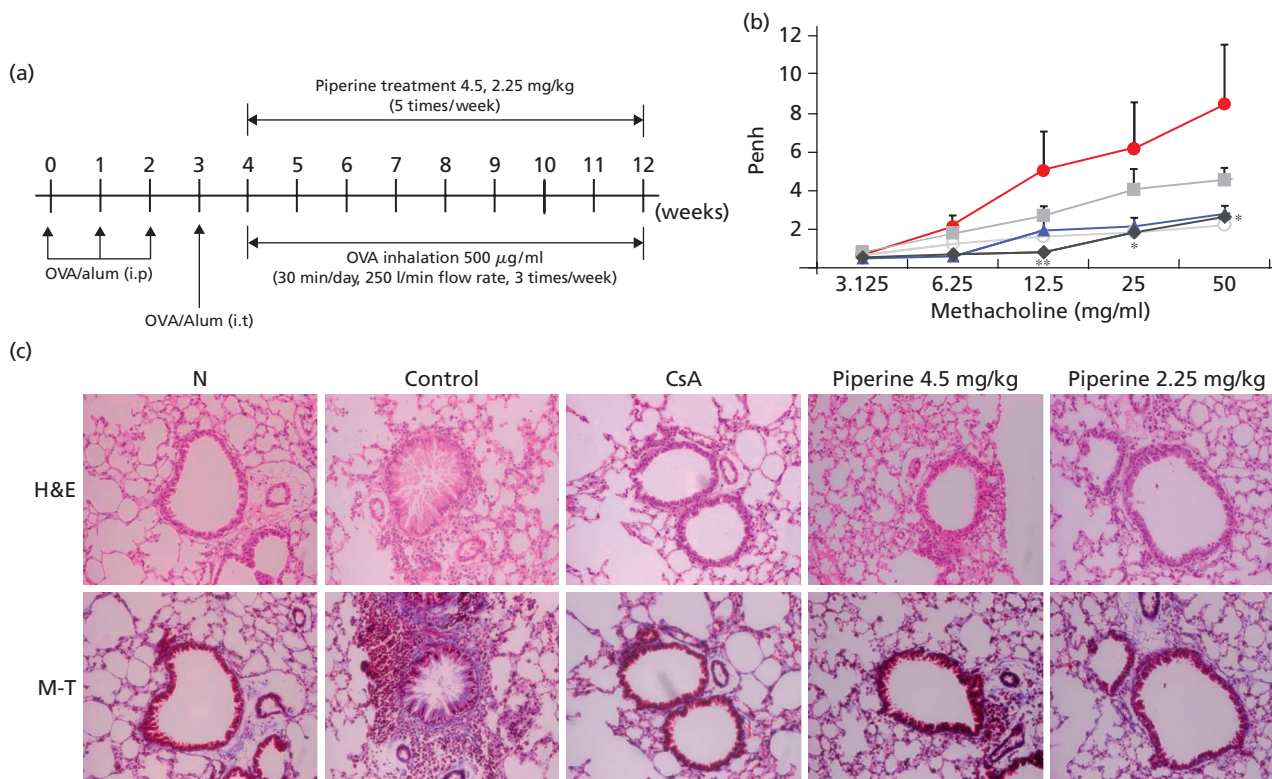 (a)
Piperine treatment 4.5, 2.25 mg/kg
(5 times/week)
0 1 2 3 4 5 6 7 8 9 10 11 12
(weeks)
OVA/alum (i.p)
OVA inhalation 500 μg/ml
(30 min/day, 250 l/min flow rate, 3 times/week)
OVA/Alum (i.t)
(b)
12
10
8
6
4
2
Penh
*
*
**
3.125 6.25 12.5 25 50
Methacholine (mg/ml)
(c)
N Control CsA Piperine 4.5 mg/kg Piperine 2.25 mg/kg
H&E
M-T